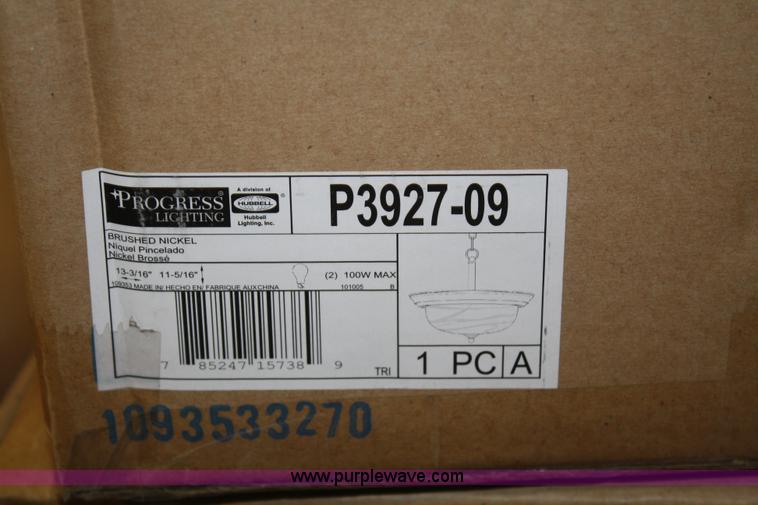 PROGRESS
LIGHTING
A division of
HUBBELL
Hubbell
Lighting, Inc.
P3927-09
BRUSHED NICKEL
Niquel Pincelado
Nickel Brossé
13-3/16" 11-5/16"
(2) 100W MAX
109353 MADE IN/ HECHO EN/ FABRIQUE AUX CHINA
101005 B
7 85247 15738 9
TRI
1 PC A
1093533270
www.purplewave.com